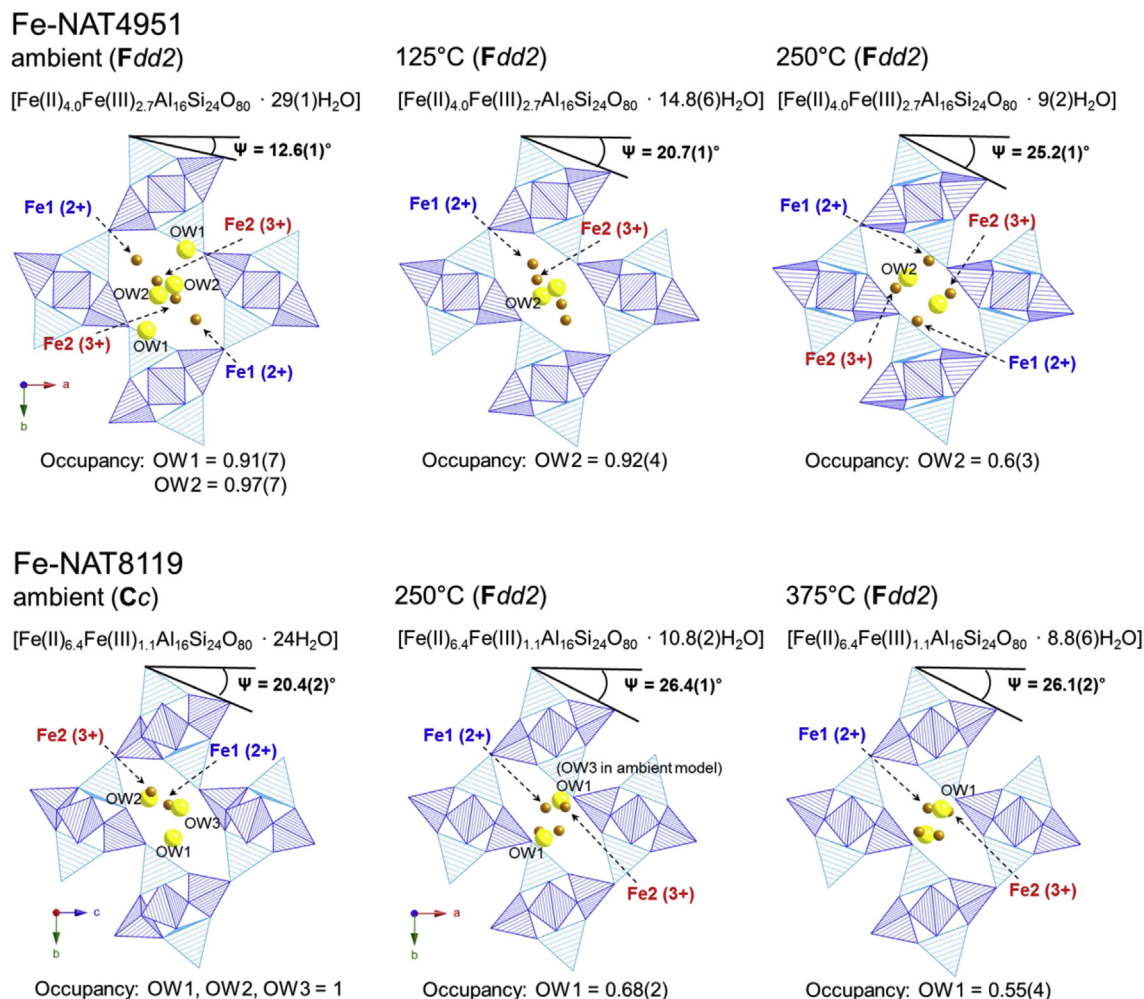 Fe-NAT4951
ambient (Fdd2)
125°C (Fdd2)
250°C (Fdd2)
[Fe(II)4.0Fe(III)2.7Al16Si24O80 · 29(1)H2O]
[Fe(II)4.0Fe(III)2.7Al16Si24O80 · 14.8(6)H2O]
[Fe(II)4.0Fe(III)2.7Al16Si24O80 · 9(2)H2O]
Ψ = 12.6(1)°
Ψ = 20.7(1)°
Ψ = 25.2(1)°
Fe1 (2+)
Fe2 (3+)
OW1
OW2
OW2
OW1
Fe2 (3+)
Fe1 (2+)
a
b
Fe1 (2+)
Fe2 (3+)
OW2
Fe1 (2+)
Fe2 (3+)
OW2
Fe2 (3+)
Fe1 (2+)
Occupancy: OW1 = 0.91(7)
OW2 = 0.97(7)
Occupancy: OW2 = 0.92(4)
Occupancy: OW2 = 0.6(3)
Fe-NAT8119
ambient (Cc)
250°C (Fdd2)
375°C (Fdd2)
[Fe(II)6.4Fe(III)1.1Al16Si24O80 · 24H2O]
[Fe(II)6.4Fe(III)1.1Al16Si24O80 · 10.8(2)H2O]
[Fe(II)6.4Fe(III)1.1Al16Si24O80 · 8.8(6)H2O]
Ψ = 20.4(2)°
Ψ = 26.4(1)°
Ψ = 26.1(2)°
Fe2 (3+)
Fe1 (2+)
OW2
OW3
OW1
c
b
Fe1 (2+)
(OW3 in ambient model)
OW1
OW1
Fe2 (3+)
a
b
Fe1 (2+)
OW1
Fe2 (3+)
Occupancy: OW1, OW2, OW3 = 1
Occupancy: OW1 = 0.68(2)
Occupancy: OW1 = 0.55(4)